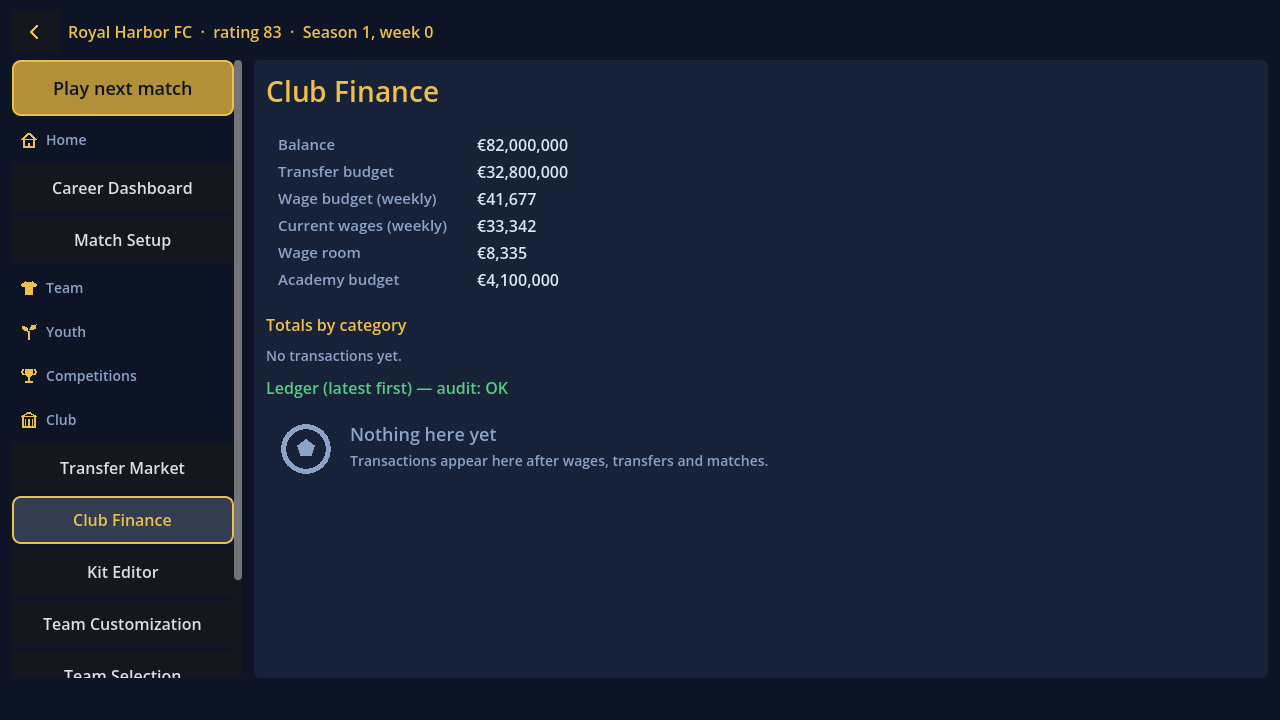 Royal Harbor FC · rating 83 · Season 1, week 0
Play next match
Home
Career Dashboard
Match Setup
Team
Youth
Competitions
Club
Transfer Market
Club Finance
Kit Editor
Team Customization
Team Selection
Club Finance
Balance €82,000,000
Transfer budget €32,800,000
Wage budget (weekly) €41,677
Current wages (weekly) €33,342
Wage room €8,335
Academy budget €4,100,000
Totals by category
No transactions yet.
Ledger (latest first) — audit: OK
Nothing here yet
Transactions appear here after wages, transfers and matches.